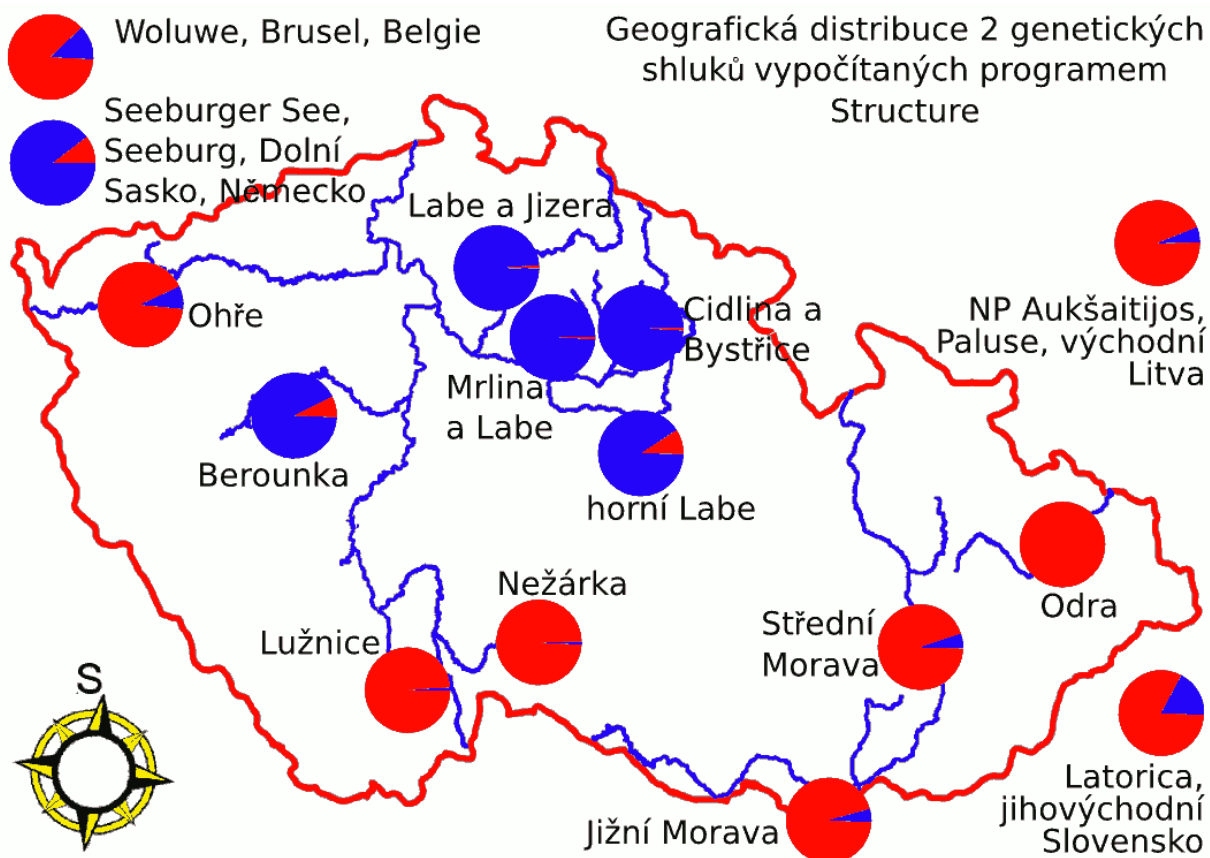 Woluwe, Brusel, Belgie
Geografická distribuce 2 genetických
shluků vypočítaných programem
Structure
Seeburger See,
Seeburg, Dolní
Sasko, Německo
Labe a Jizera
Ohře
Cidlina a
Bystřice
NP Aukšaitijos,
Paluse, východní
Litva
Mrlina
a Labe
Berounka
horní Labe
Nežárka
Odra
Lužnice
Střední
Morava
S
Latorica,
jihovýchodní
Slovensko
Jižní Morava